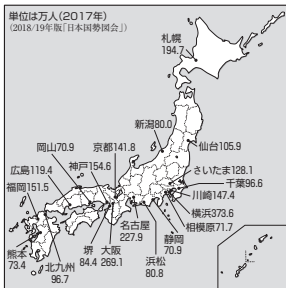 単位は万人（2017年）
（2018/19年版「日本国勢図会」）
札幌
194.7
新潟80.0
仙台105.9
岡山70.9
京都141.8
神戸154.6
広島119.4
福岡151.5
さいたま128.1
千葉96.6
川崎147.4
横浜373.6
相模原71.7
静岡
70.9
名古屋
227.9
浜松
80.8
堺
84.4
大阪
269.1
熊本
73.4
北九州
96.7